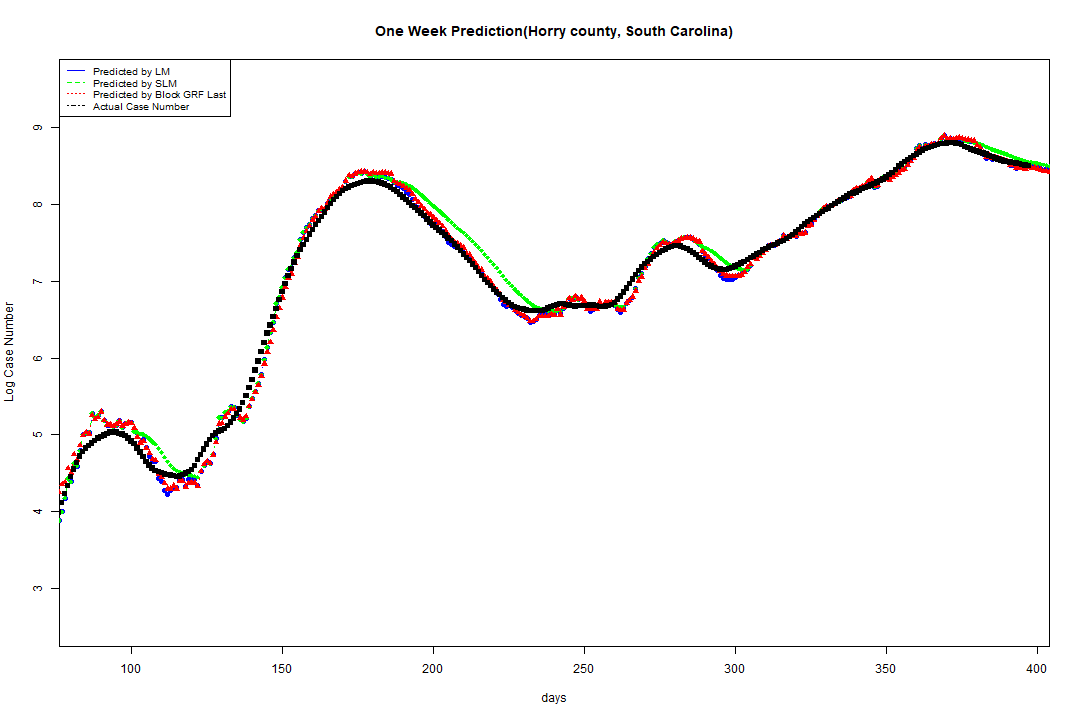 One Week Prediction(Horry county, South Carolina)
Predicted by LM
Predicted by SLM
Predicted by Block GRF Last
Actual Case Number
9
8
7
6
5
4
3
Log Case Number
100 150 200 250 300 350 400
days